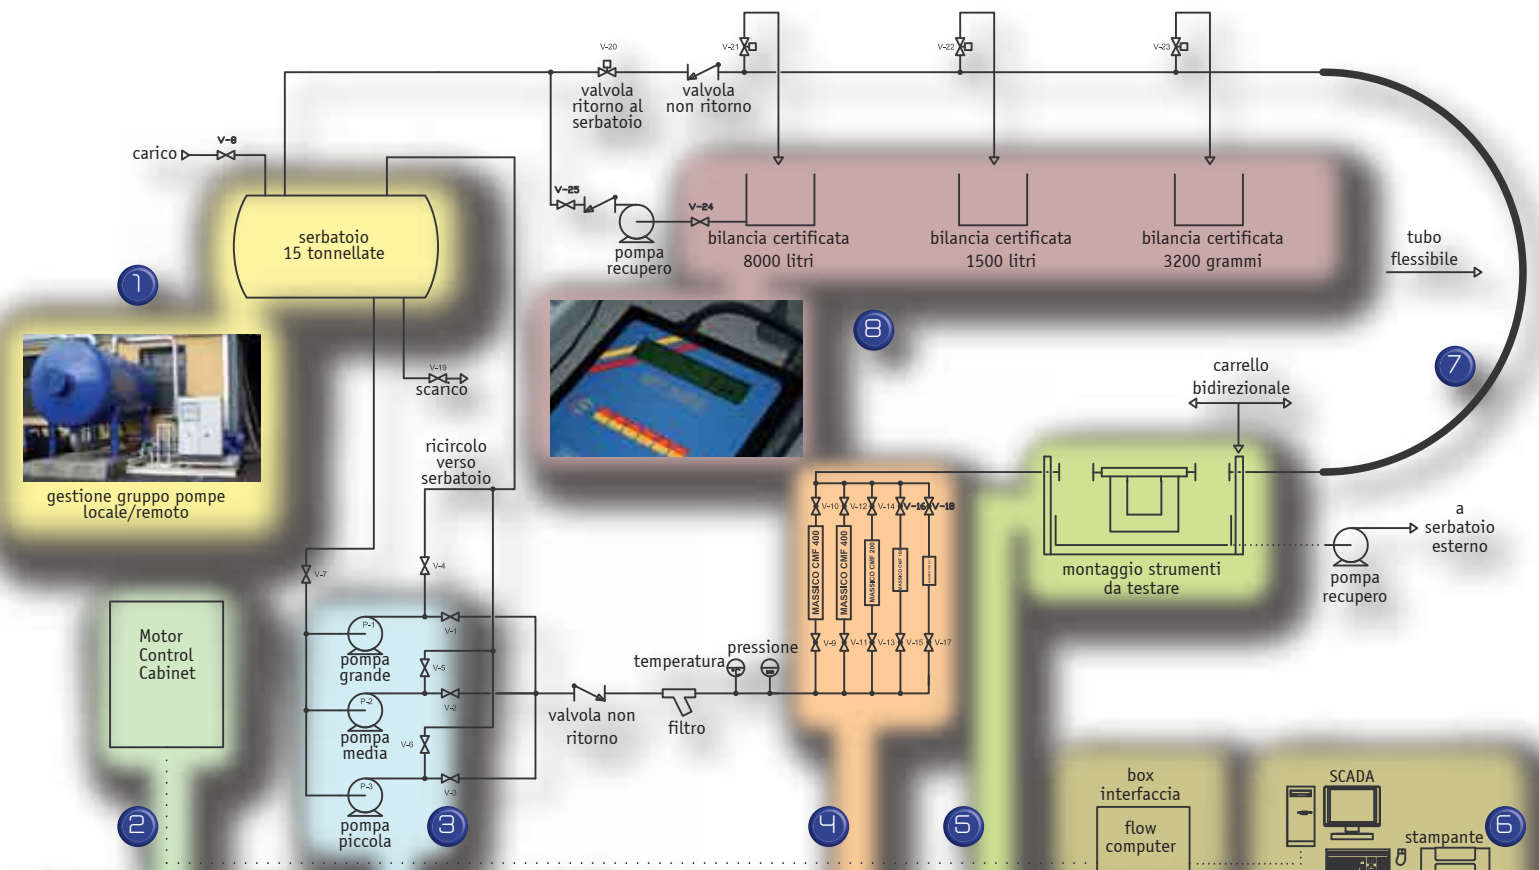 V-20
V-21
V-22
V-23
valvola
ritorno al
serbatoio
valvola
non ritorno
V-8
carico
V-25
V-24
serbatoio
15 tonnellate
pompa
recupero
bilancia certificata
8000 litri
bilancia certificata
1500 litri
bilancia certificata
3200 grammi
tubo
flessibile
1
8
7
carrello
bidirezionale
V-19
scarico
gestione gruppo pompe
locale/remoto
ricircolo
verso
serbatoio
V-10
V-12
V-14
V-16
V-18
MASSICO CMF 400
MASSICO CMF 400
MASSICO CMF 200
MASSICO CMF
a
serbatoio
esterno
montaggio strumenti
da testare
pompa
recupero
V-7
V-4
Motor
Control
Cabinet
P-1
V-1
pompa
grande
V-5
P-2
V-2
pompa
media
V-6
P-3
V-3
pompa
piccola
valvola non
ritorno
filtro
temperatura
pressione
V-9
V-11
V-13
V-15
V-17
2
3
4
5
6
box
interfaccia
flow
computer
SCADA
stampante